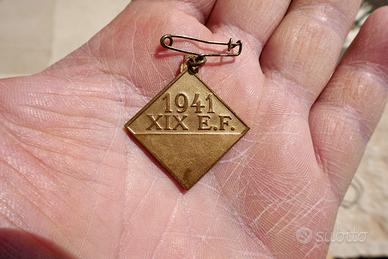 1941
XIX E.F.
subito